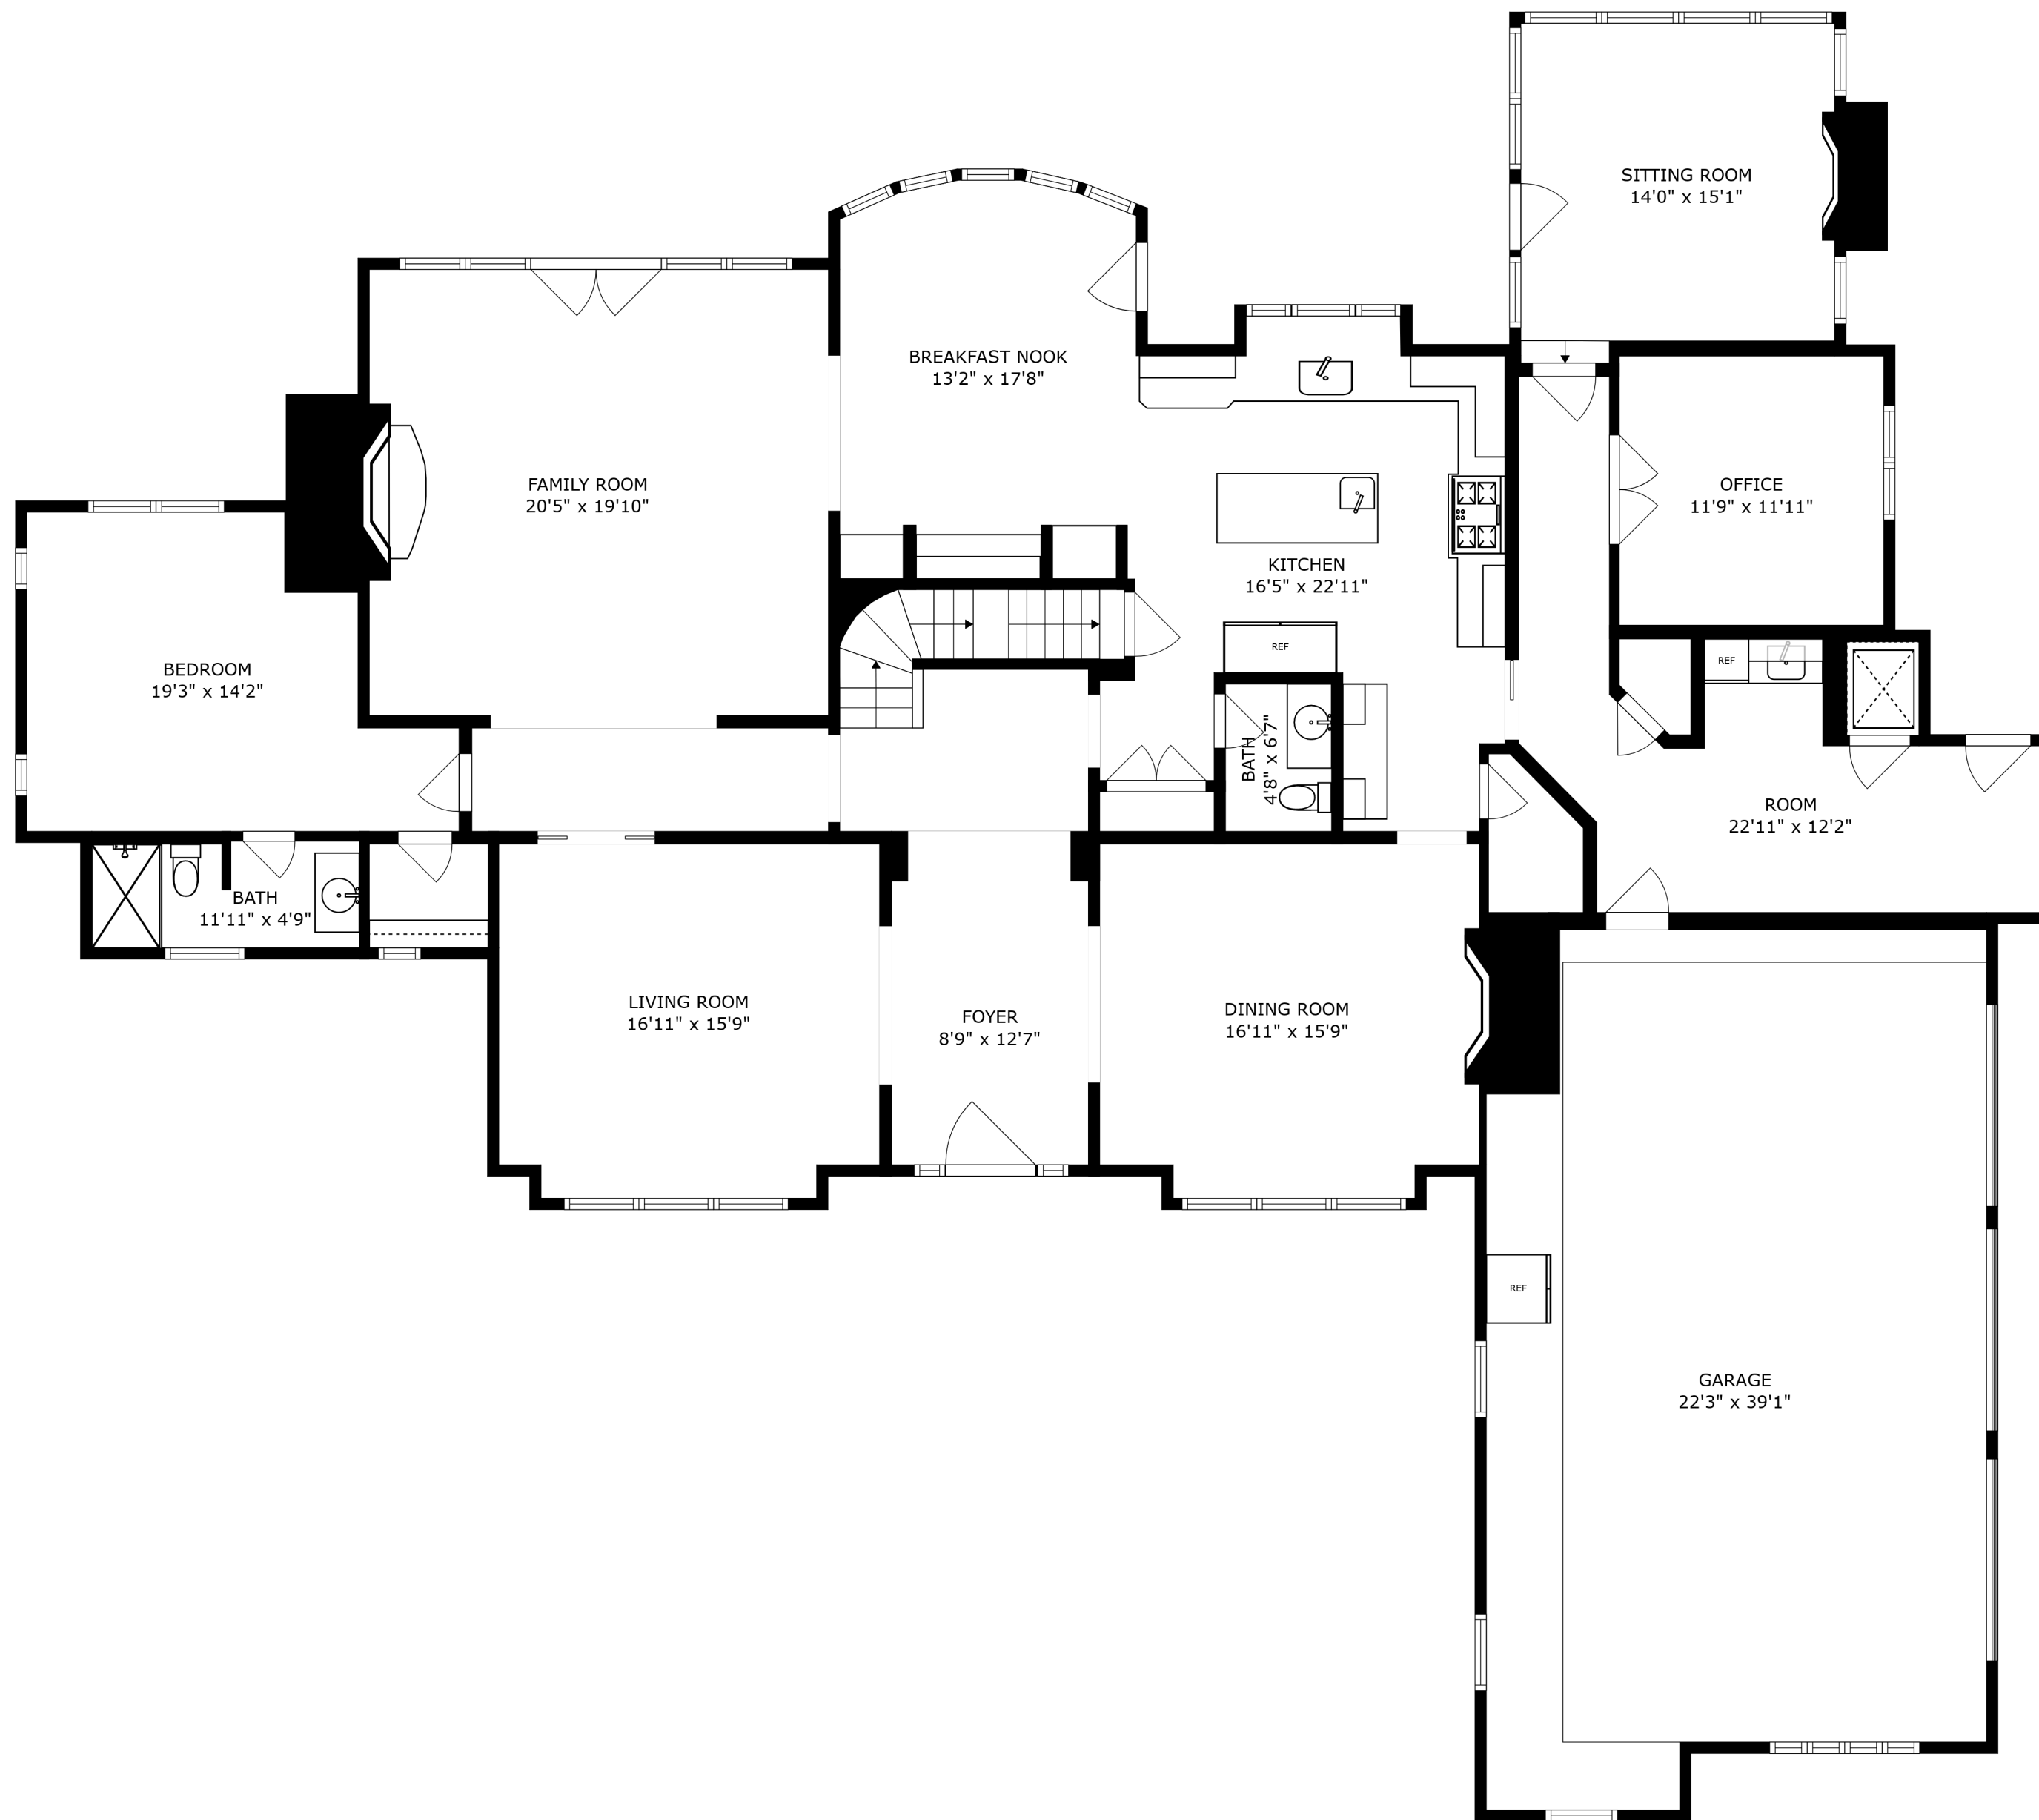 SITTING ROOM
14'0" x 15'1"
BREAKFAST NOOK
13'2" x 17'8"
FAMILY ROOM
20'5" x 19'10"
OFFICE
11'9" x 11'11"
KITCHEN
16'5" x 22'11"
REF
REF
BEDROOM
19'3" x 14'2"
BATH
4'8" x 6'7"
ROOM
22'11" x 12'2"
BATH
11'11" x 4'9"
LIVING ROOM
16'11" x 15'9"
FOYER
8'9" x 12'7"
DINING ROOM
16'11" x 15'9"
REF
GARAGE
22'3" x 39'1"